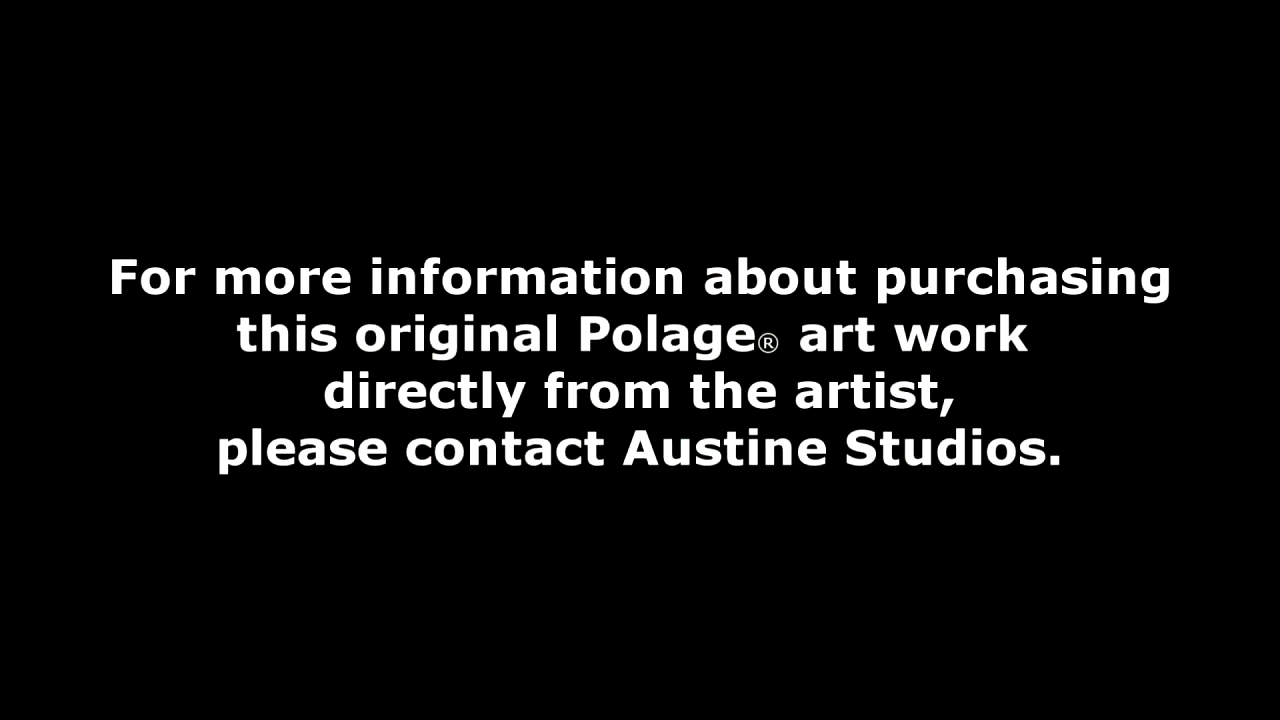 For more information about purchasing
this original Polage® art work
directly from the artist,
please contact Austine Studios.